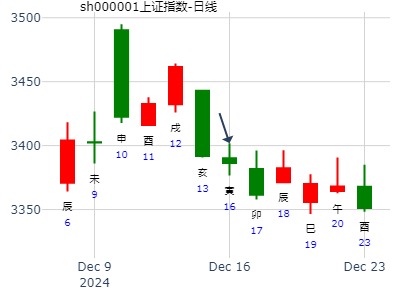 sh000001上证指数-日线
3500
3450
3400
3350
辰
6
未
9
申
10
酉
11
戌
12
亥
13
寅
16
卯
17
辰
18
巳
19
午
20
酉
23
Dec 9
2024
Dec 16
Dec 23